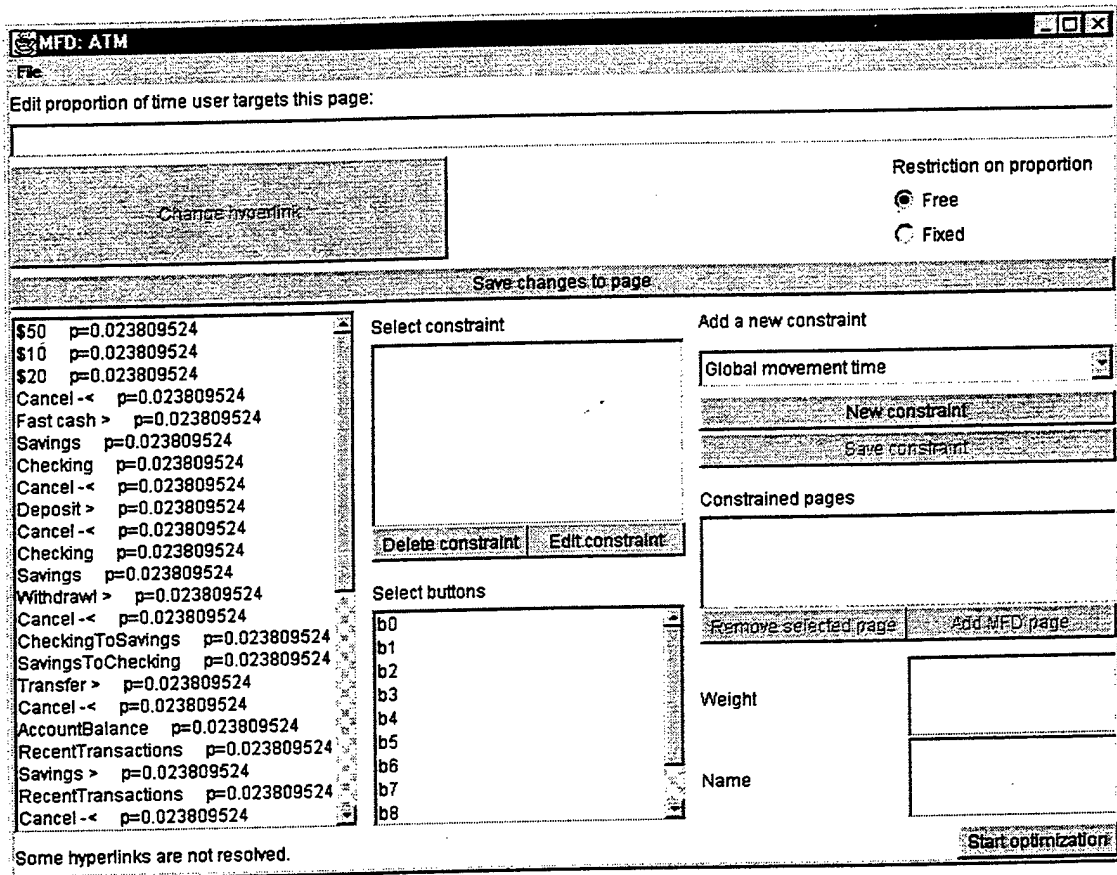 MFD: ATM
File
Edit proportion of time user targets this page:
Change hyperlink
Restriction on proportion
Free
Fixed
Save changes to page
$50 p=0.023809524
$10 p=0.023809524
$20 p=0.023809524
Cancel -< p=0.023809524
Fast cash > p=0.023809524
Savings p=0.023809524
Checking p=0.023809524
Cancel -< p=0.023809524
Deposit > p=0.023809524
Cancel -< p=0.023809524
Checking p=0.023809524
Savings p=0.023809524
Withdrawl > p=0.023809524
Cancel -< p=0.023809524
CheckingToSavings p=0.023809524
SavingsToChecking p=0.023809524
Transfer > p=0.023809524
Cancel -< p=0.023809524
AccountBalance p=0.023809524
RecentTransactions p=0.023809524
Savings > p=0.023809524
RecentTransactions p=0.023809524
Cancel -< p=0.023809524
Select constraint
Delete constraint
Edit constraint
Select buttons
b0
b1
b2
b3
b4
b5
b6
b7
b8
Add a new constraint
Global movement time
New constraint
Save constraint
Constrained pages
Remove selected page
Add MFD page
Weight
Name
Some hyperlinks are not resolved.
Start optimization